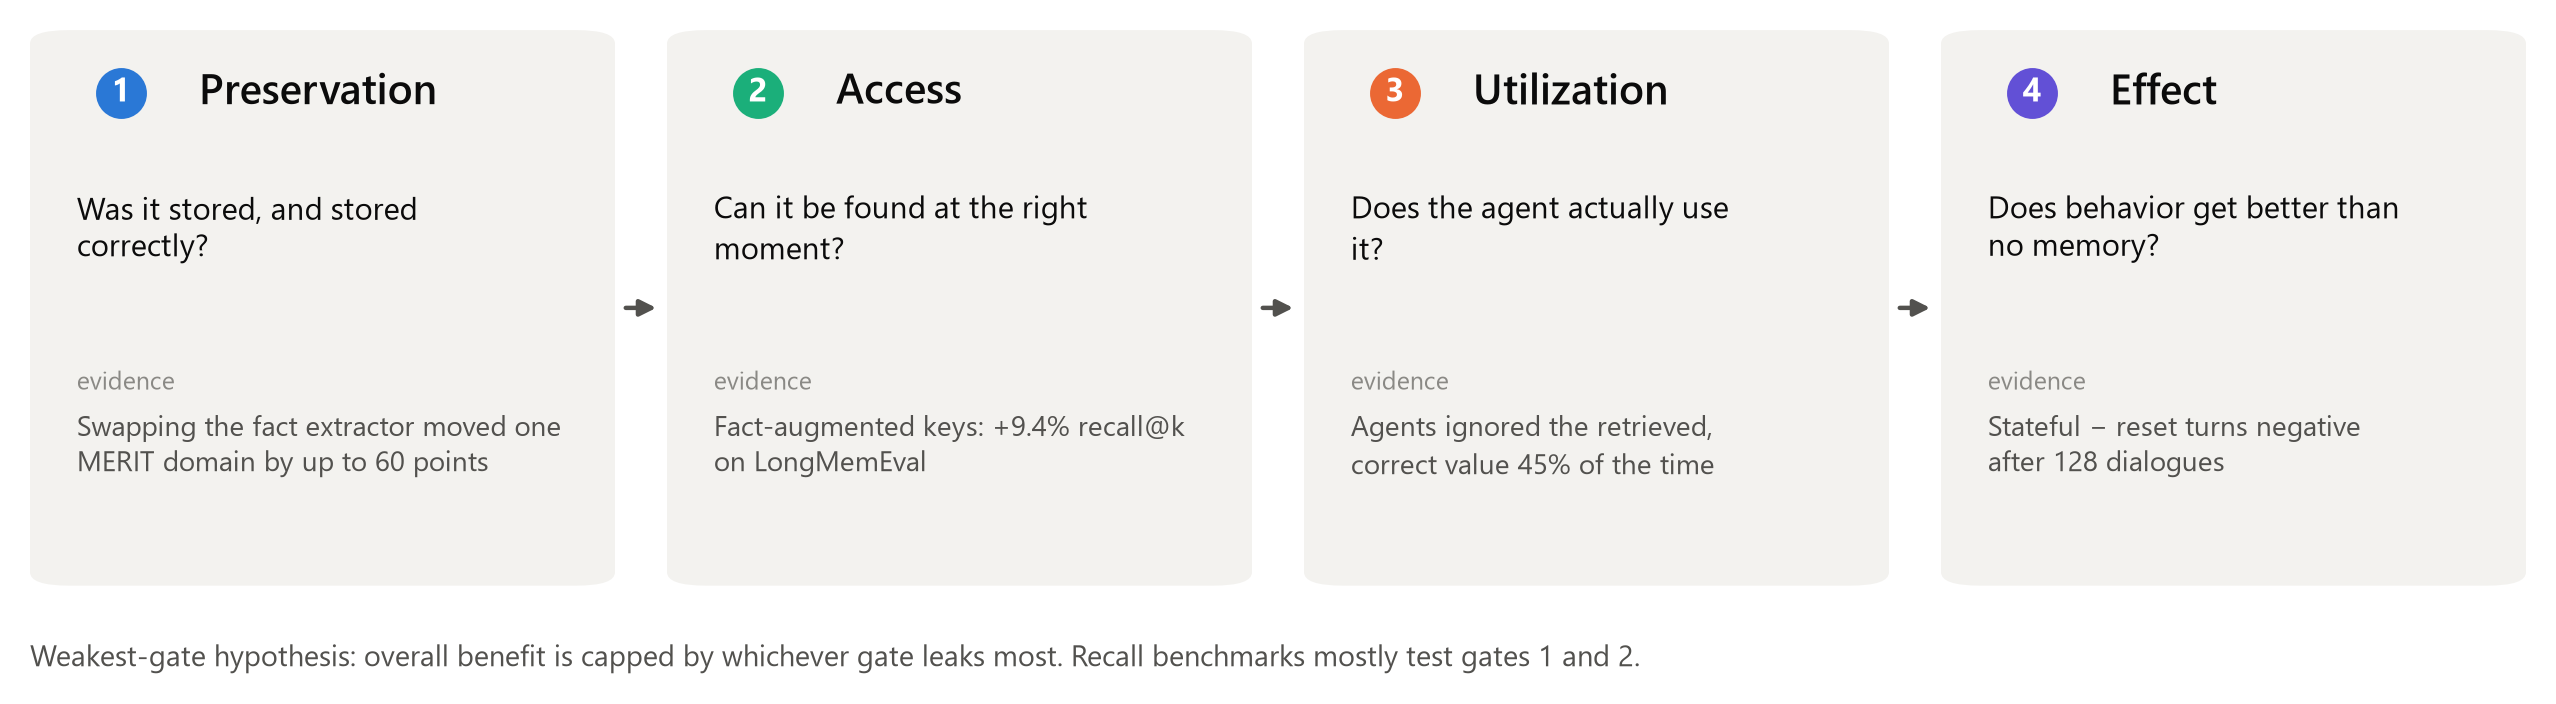 1 Preservation
Was it stored, and stored
correctly?
evidence
Swapping the fact extractor moved one
MERIT domain by up to 60 points
2 Access
Can it be found at the right
moment?
evidence
Fact-augmented keys: +9.4% recall@k
on LongMemEval
3 Utilization
Does the agent actually use
it?
evidence
Agents ignored the retrieved,
correct value 45% of the time
4 Effect
Does behavior get better than
no memory?
evidence
Stateful − reset turns negative
after 128 dialogues
Weakest-gate hypothesis: overall benefit is capped by whichever gate leaks most. Recall benchmarks mostly test gates 1 and 2.